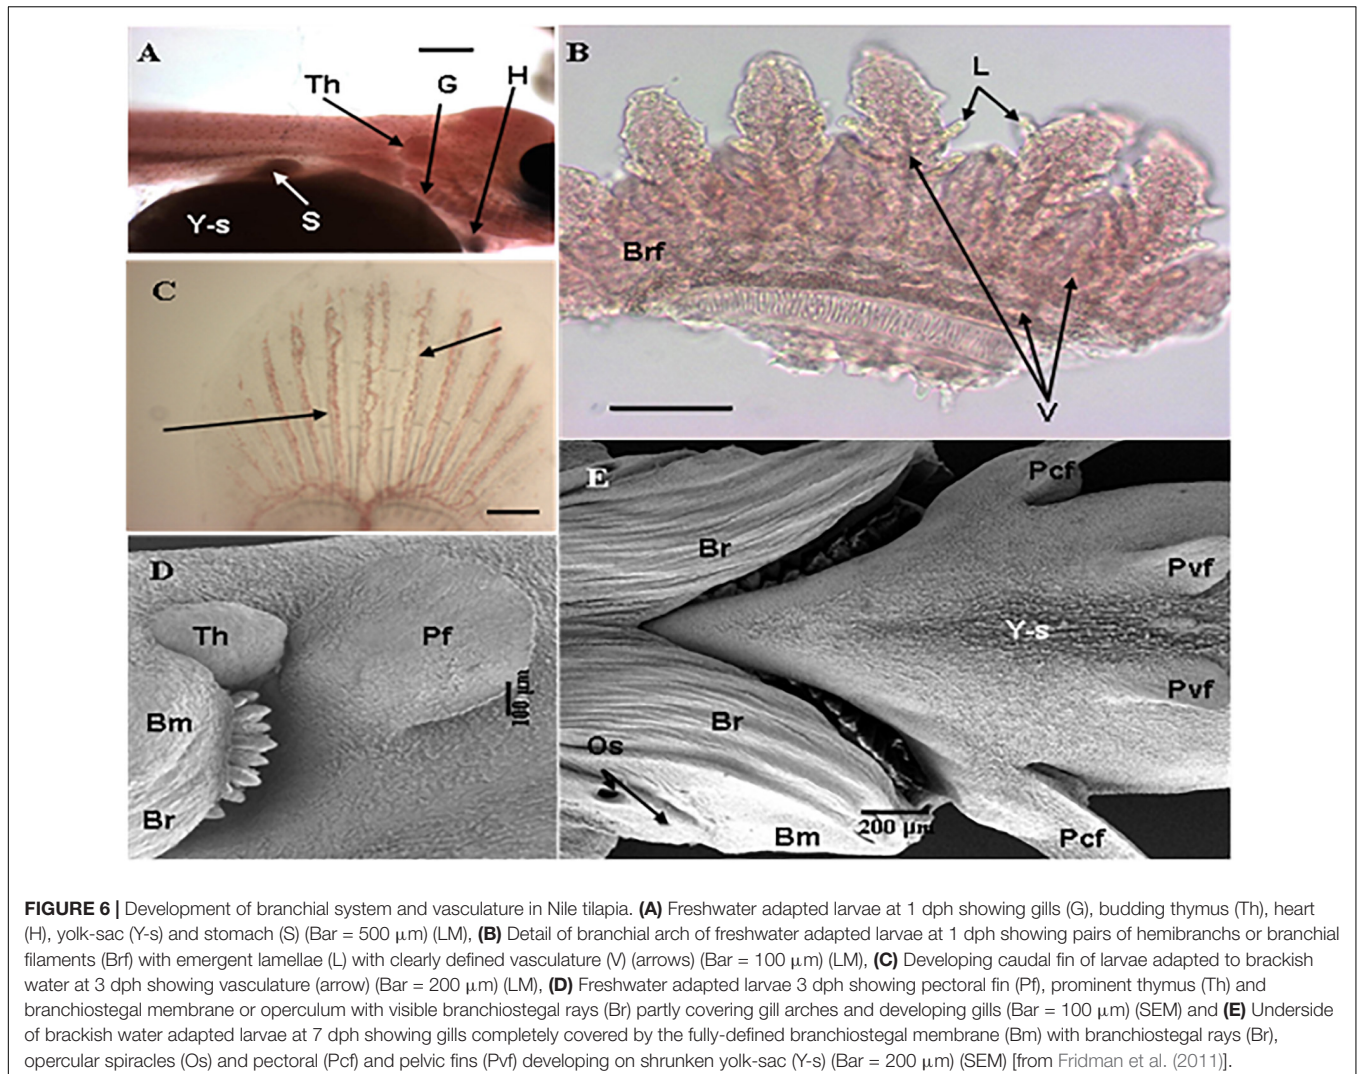 A
Th
G
H
Y-s
S
B
L
Brf
V
C
D
Th
Pf
100 µm
Bm
Br
E
Pcf
Br
Pvf
Y-s
Pvf
Br
Os
200 µm
Bm
Pcf
FIGURE 6 | Development of branchial system and vasculature in Nile tilapia. (A) Freshwater adapted larvae at 1 dph showing gills (G), budding thymus (Th), heart
(H), yolk-sac (Y-s) and stomach (S) (Bar = 500 µm) (LM), (B) Detail of branchial arch of freshwater adapted larvae at 1 dph showing pairs of hemibranchs or branchial
filaments (Brf) with emergent lamellae (L) with clearly defined vasculature (V) (arrows) (Bar = 100 µm) (LM), (C) Developing caudal fin of larvae adapted to brackish
water at 3 dph showing vasculature (arrow) (Bar = 200 µm) (LM), (D) Freshwater adapted larvae 3 dph showing pectoral fin (Pf), prominent thymus (Th) and
branchiostegal membrane or operculum with visible branchiostegal rays (Br) partly covering gill arches and developing gills (Bar = 100 µm) (SEM) and (E) Underside
of brackish water adapted larvae at 7 dph showing gills completely covered by the fully-defined branchiostegal membrane (Bm) with branchiostegal rays (Br),
opercular spiracles (Os) and pectoral (Pcf) and pelvic fins (Pvf) developing on shrunken yolk-sac (Y-s) (Bar = 200 µm) (SEM) [from Fridman et al. (2011)].